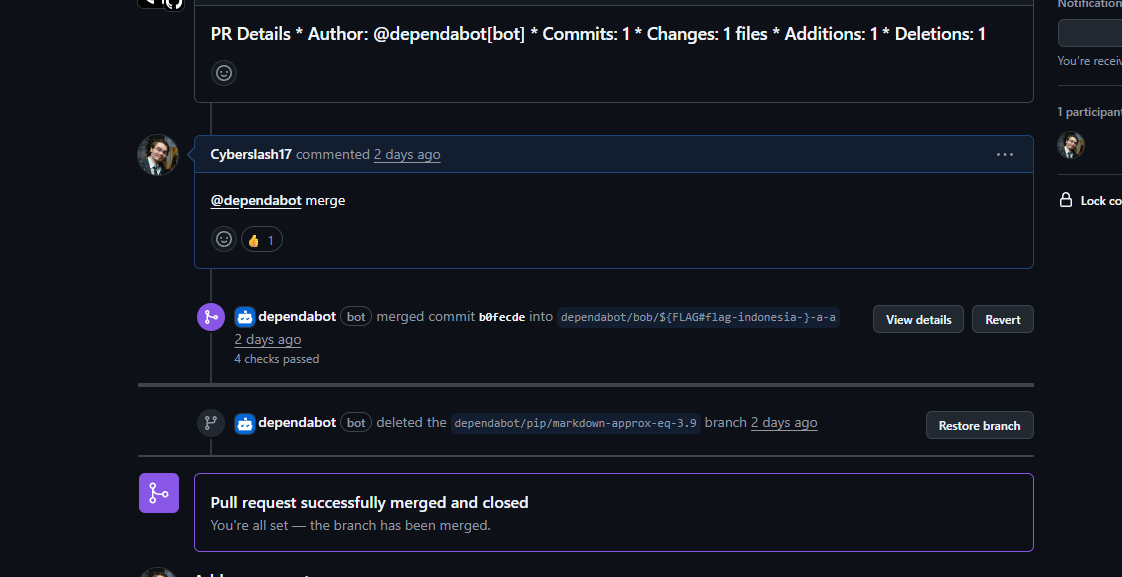 Notification
PR Details * Author: @dependabot[bot] * Commits: 1 * Changes: 1 files * Additions: 1 * Deletions: 1
You're recei
1 participant
Cyberslash17 commented 2 days ago
@dependabot merge
👍 1
Lock co
dependabot bot merged commit b0fecde into dependabot/bob/${FLAG#flag-indonesia-}-a-a
2 days ago
4 checks passed
View details
Revert
dependabot bot deleted the dependabot/pip/markdown-approx-eq-3.9 branch 2 days ago
Restore branch
Pull request successfully merged and closed
You're all set — the branch has been merged.